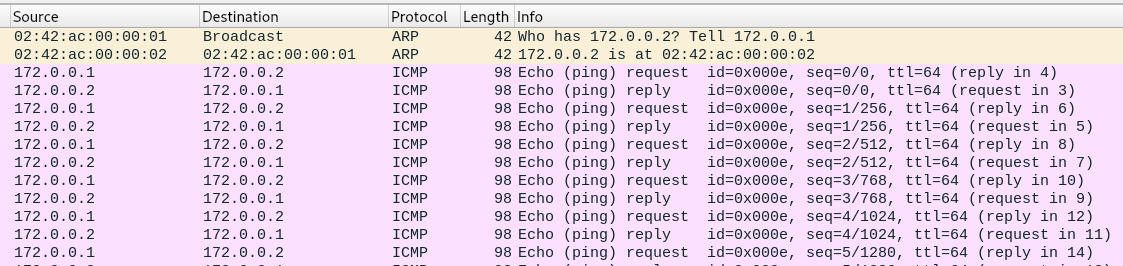 Source Destination Protocol Length Info
02:42:ac:00:00:01 Broadcast ARP 42 Who has 172.0.0.2? Tell 172.0.0.1
02:42:ac:00:00:02 02:42:ac:00:00:01 ARP 42 172.0.0.2 is at 02:42:ac:00:00:02
172.0.0.1 172.0.0.2 ICMP 98 Echo (ping) request id=0x000e, seq=0/0, ttl=64 (reply in 4)
172.0.0.2 172.0.0.1 ICMP 98 Echo (ping) reply id=0x000e, seq=0/0, ttl=64 (request in 3)
172.0.0.1 172.0.0.2 ICMP 98 Echo (ping) request id=0x000e, seq=1/256, ttl=64 (reply in 6)
172.0.0.2 172.0.0.1 ICMP 98 Echo (ping) reply id=0x000e, seq=1/256, ttl=64 (request in 5)
172.0.0.1 172.0.0.2 ICMP 98 Echo (ping) request id=0x000e, seq=2/512, ttl=64 (reply in 8)
172.0.0.2 172.0.0.1 ICMP 98 Echo (ping) reply id=0x000e, seq=2/512, ttl=64 (request in 7)
172.0.0.1 172.0.0.2 ICMP 98 Echo (ping) request id=0x000e, seq=3/768, ttl=64 (reply in 10)
172.0.0.2 172.0.0.1 ICMP 98 Echo (ping) reply id=0x000e, seq=3/768, ttl=64 (request in 9)
172.0.0.1 172.0.0.2 ICMP 98 Echo (ping) request id=0x000e, seq=4/1024, ttl=64 (reply in 12)
172.0.0.2 172.0.0.1 ICMP 98 Echo (ping) reply id=0x000e, seq=4/1024, ttl=64 (request in 11)
172.0.0.1 172.0.0.2 ICMP 98 Echo (ping) request id=0x000e, seq=5/1280, ttl=64 (reply in 14)